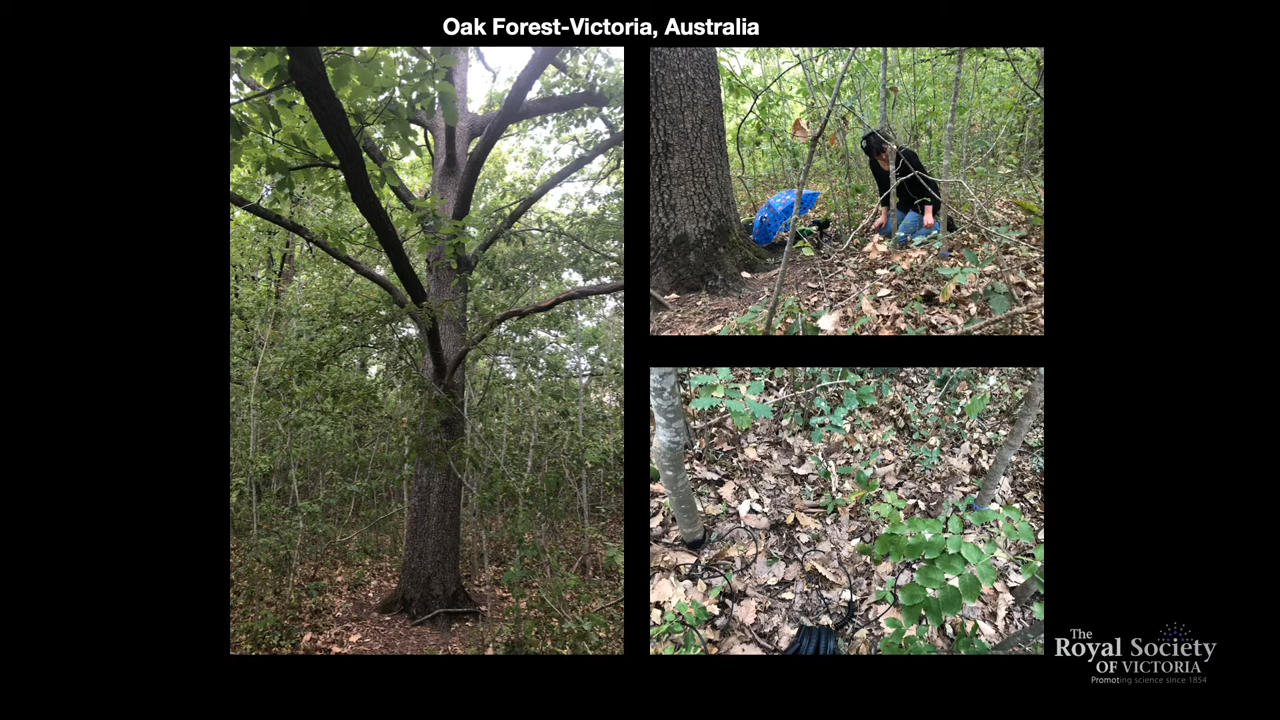 Oak Forest-Victoria, Australia
The
Royal Society
OF VICTORIA
Promoting science since 1854